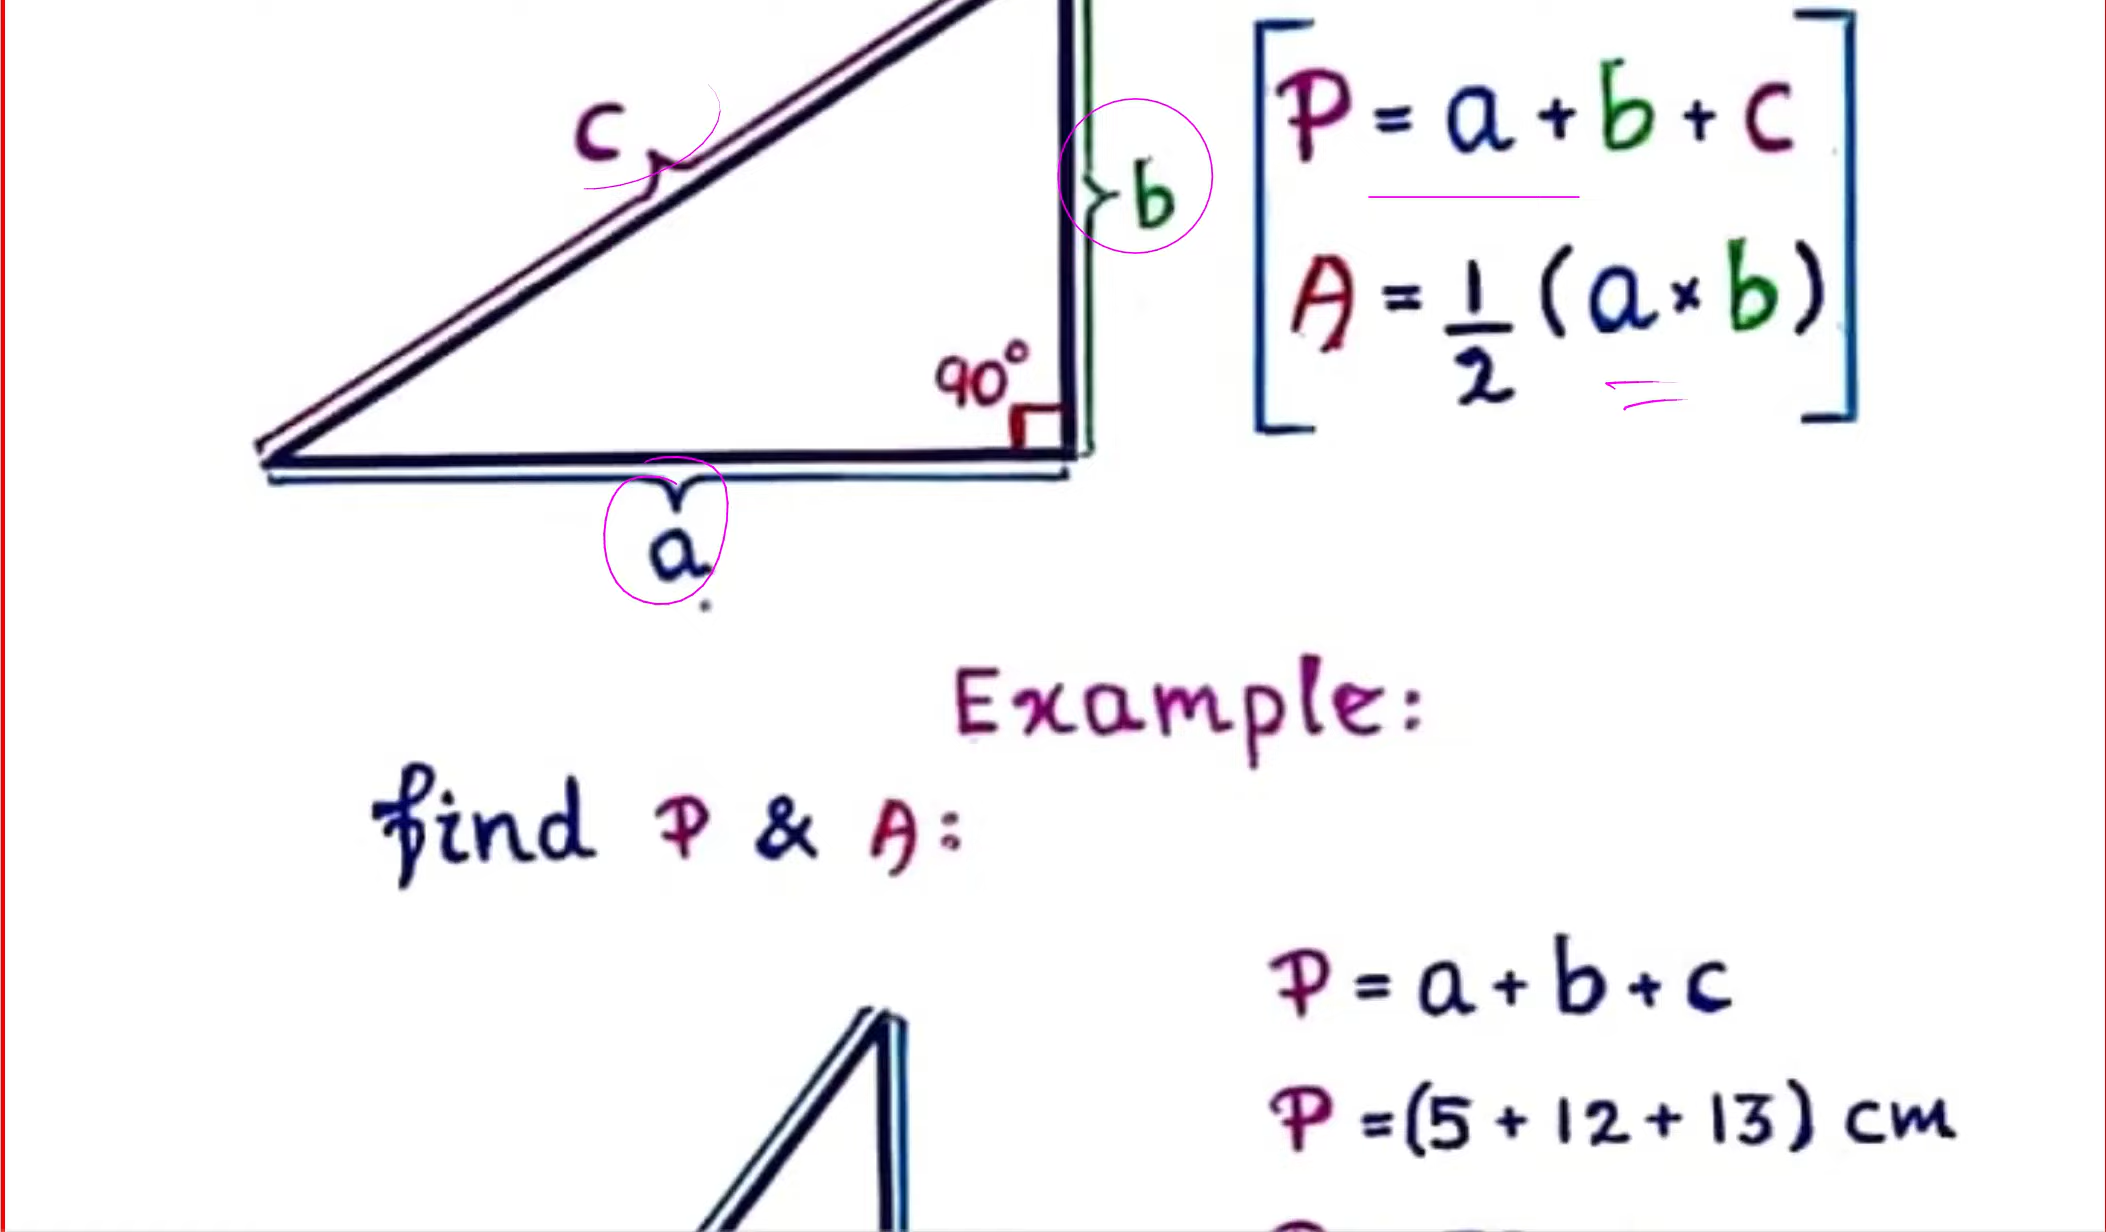 c
b
90°
a
P = a + b + c
A = 1/2 (a × b)
Example:
find P & A:
P = a + b + c
P = (5 + 12 + 13) cm